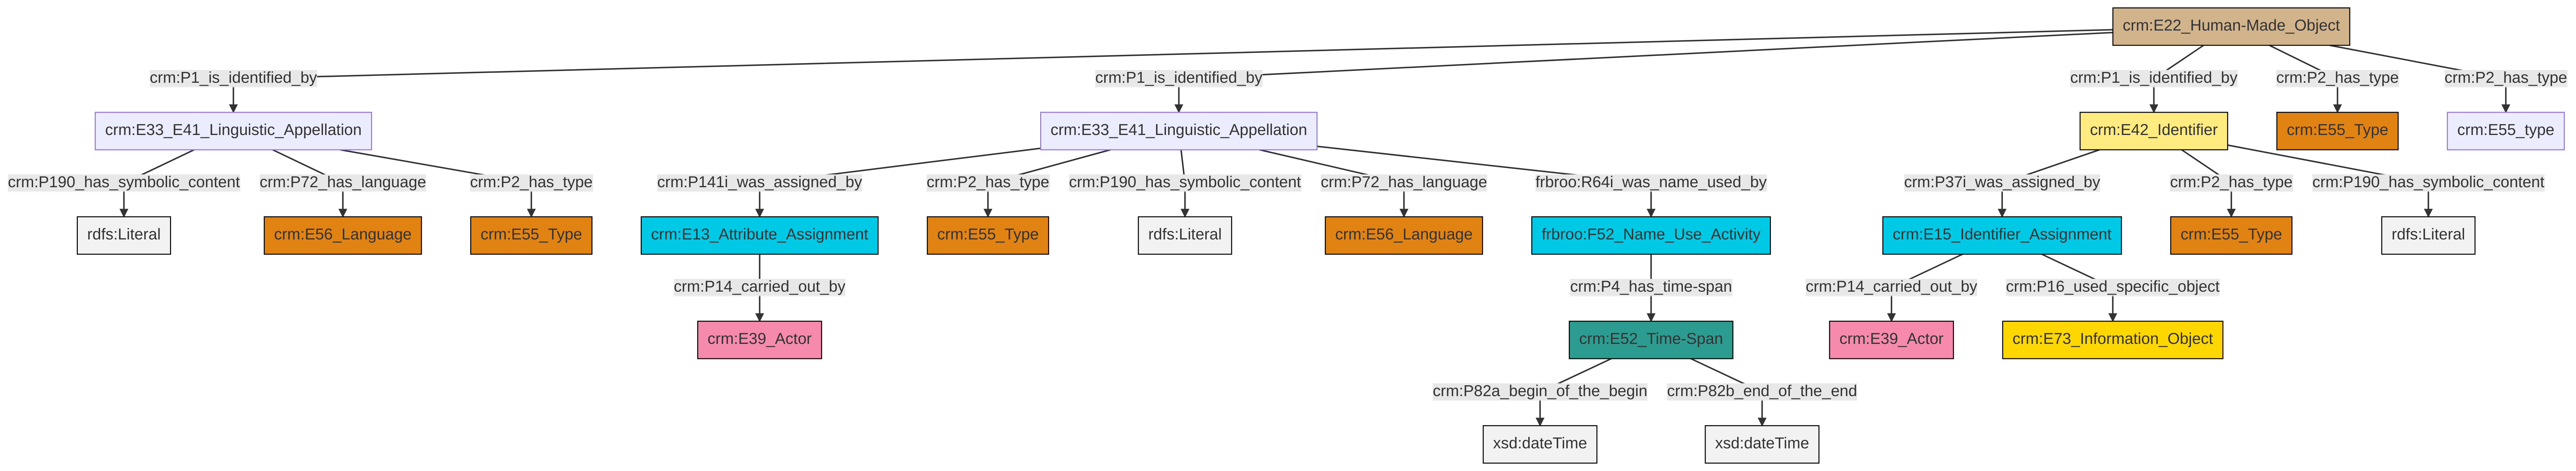 crm:E22_Human-Made_Object
crm:P1_is_identified_by
crm:P1_is_identified_by
crm:P1_is_identified_by
crm:P2_has_type
crm:P2_has_type
crm:E33_E41_Linguistic_Appellation
crm:E33_E41_Linguistic_Appellation
crm:E42_Identifier
crm:E55_Type
crm:E55_type
crm:P190_has_symbolic_content
crm:P72_has_language
crm:P2_has_type
crm:P141i_was_assigned_by
crm:P2_has_type
crm:P190_has_symbolic_content
crm:P72_has_language
frbroo:R64i_was_name_used_by
crm:P37i_was_assigned_by
crm:P2_has_type
crm:P190_has_symbolic_content
rdfs:Literal
crm:E56_Language
crm:E55_Type
crm:E13_Attribute_Assignment
crm:E55_Type
rdfs:Literal
crm:E56_Language
frbroo:F52_Name_Use_Activity
crm:E15_Identifier_Assignment
crm:E55_Type
rdfs:Literal
crm:P14_carried_out_by
crm:P4_has_time-span
crm:P14_carried_out_by
crm:P16_used_specific_object
crm:E39_Actor
crm:E52_Time-Span
crm:E39_Actor
crm:E73_Information_Object
crm:P82a_begin_of_the_begin
crm:P82b_end_of_the_end
xsd:dateTime
xsd:dateTime